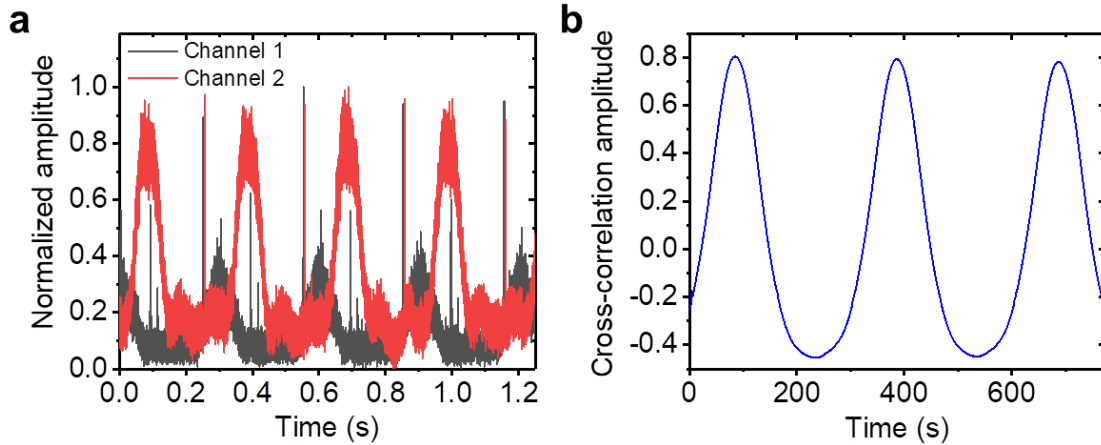 a
Channel 1
Channel 2
Normalized amplitude
1.0
0.8
0.6
0.4
0.2
0.0
0.0 0.2 0.4 0.6 0.8 1.0 1.2
Time (s)
b
Cross-correlation amplitude
0.8
0.6
0.4
0.2
0.0
-0.2
-0.4
0 200 400 600
Time (s)